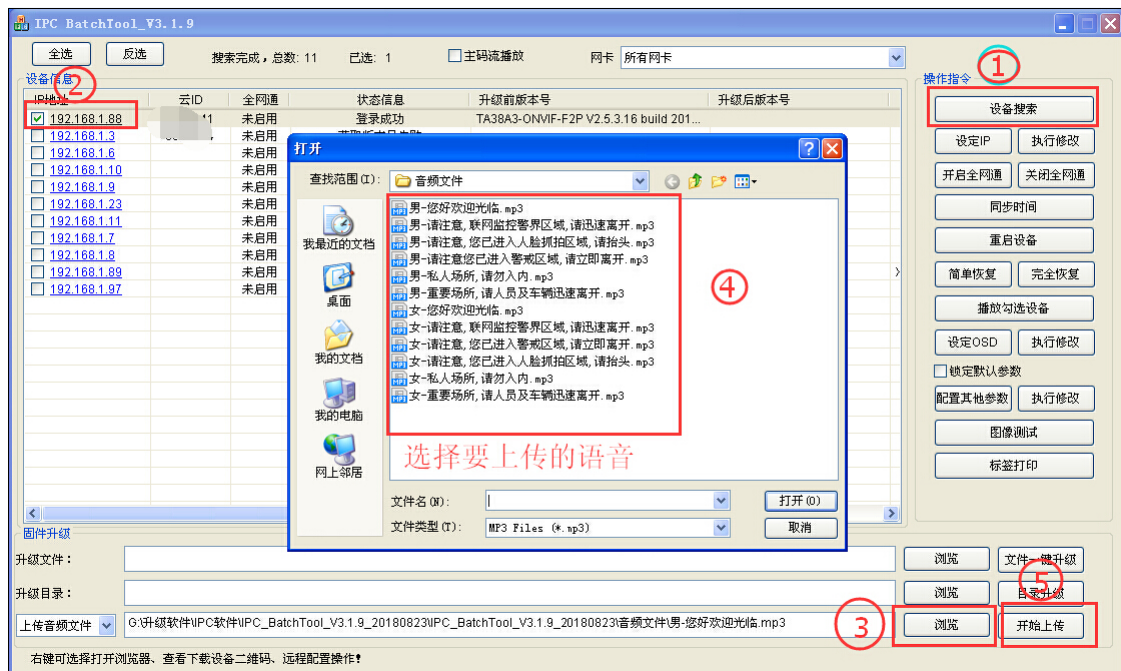 IPC BatchTool_V3.1.9
全选 反选 搜索完成，总数: 11 已选: 1 主码流播放 网卡 所有网卡
设备信息 ② 操作指令 ①
IP地址 云ID 全网通 状态信息 升级前版本号 升级后版本号
192.168.1.88 未启用 登录成功 TA38A3-ONVIF-F2P V2.5.3.16 build 201...
192.168.1.3 未启用
192.168.1.6 未启用
192.168.1.10 未启用
192.168.1.9 未启用
192.168.1.23 未启用
192.168.1.11 未启用
192.168.1.7 未启用
192.168.1.8 未启用
192.168.1.89 未启用
192.168.1.97 未启用
打开
查找范围(I): 音频文件
我最近的文档
桌面
我的文档
我的电脑
网上邻居
男-您好欢迎光临.mp3
男-请注意,联网监控警界区域,请迅速离开.mp3
男-请注意,您已进入人脸抓拍区域,请抬头.mp3
男-请注意您已进入警戒区域,请立即离开.mp3
男-私人场所,请勿入内.mp3
男-重要场所,请人员及车辆迅速离开.mp3
女-您好欢迎光临.mp3
女-请注意,联网监控警界区域,请迅速离开.mp3
女-请注意,您已进入警戒区域,请立即离开.mp3
女-请注意,您已进入人脸抓拍区域,请抬头.mp3
女-私人场所,请勿入内.mp3
女-重要场所,请人员及车辆迅速离开.mp3
④
选择要上传的语音
文件名(N): 打开(O)
文件类型(T): MP3 Files (*.mp3) 取消
设备搜索
设定IP 执行修改
开启全网通 关闭全网通
同步时间
重启设备
简单恢复 完全恢复
播放勾选设备
设定OSD 执行修改
锁定默认参数
配置其他参数 执行修改
图像测试
标签打印
固件升级
升级文件： 浏览 文件一键升级
升级目录： 浏览 目录升级 ⑤
上传音频文件 G:\升级软件\IPC软件\IPC_BatchTool_V3.1.9_20180823\IPC_BatchTool_V3.1.9_20180823\音频文件\男-您好欢迎光临.mp3 ③ 浏览 开始上传
右键可选择打开浏览器、查看下载设备二维码、远程配置操作!